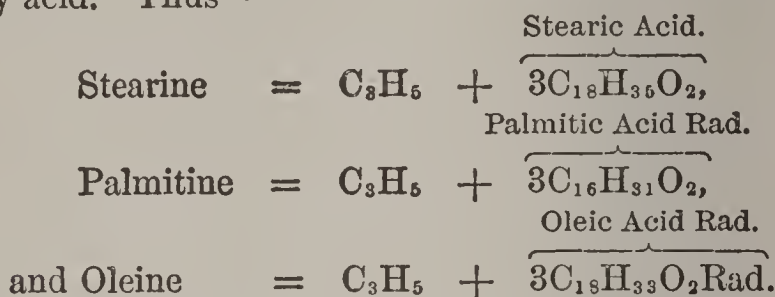 acid. Thus
Stearic Acid.
Stearine = C₃H₅ + 3C₁₈H₃₅O₂,
Palmitic Acid Rad.
Palmitine = C₃H₅ + 3C₁₆H₃₁O₂,
Oleic Acid Rad.
and Oleine = C₃H₅ + 3C₁₈H₃₃O₂Rad.